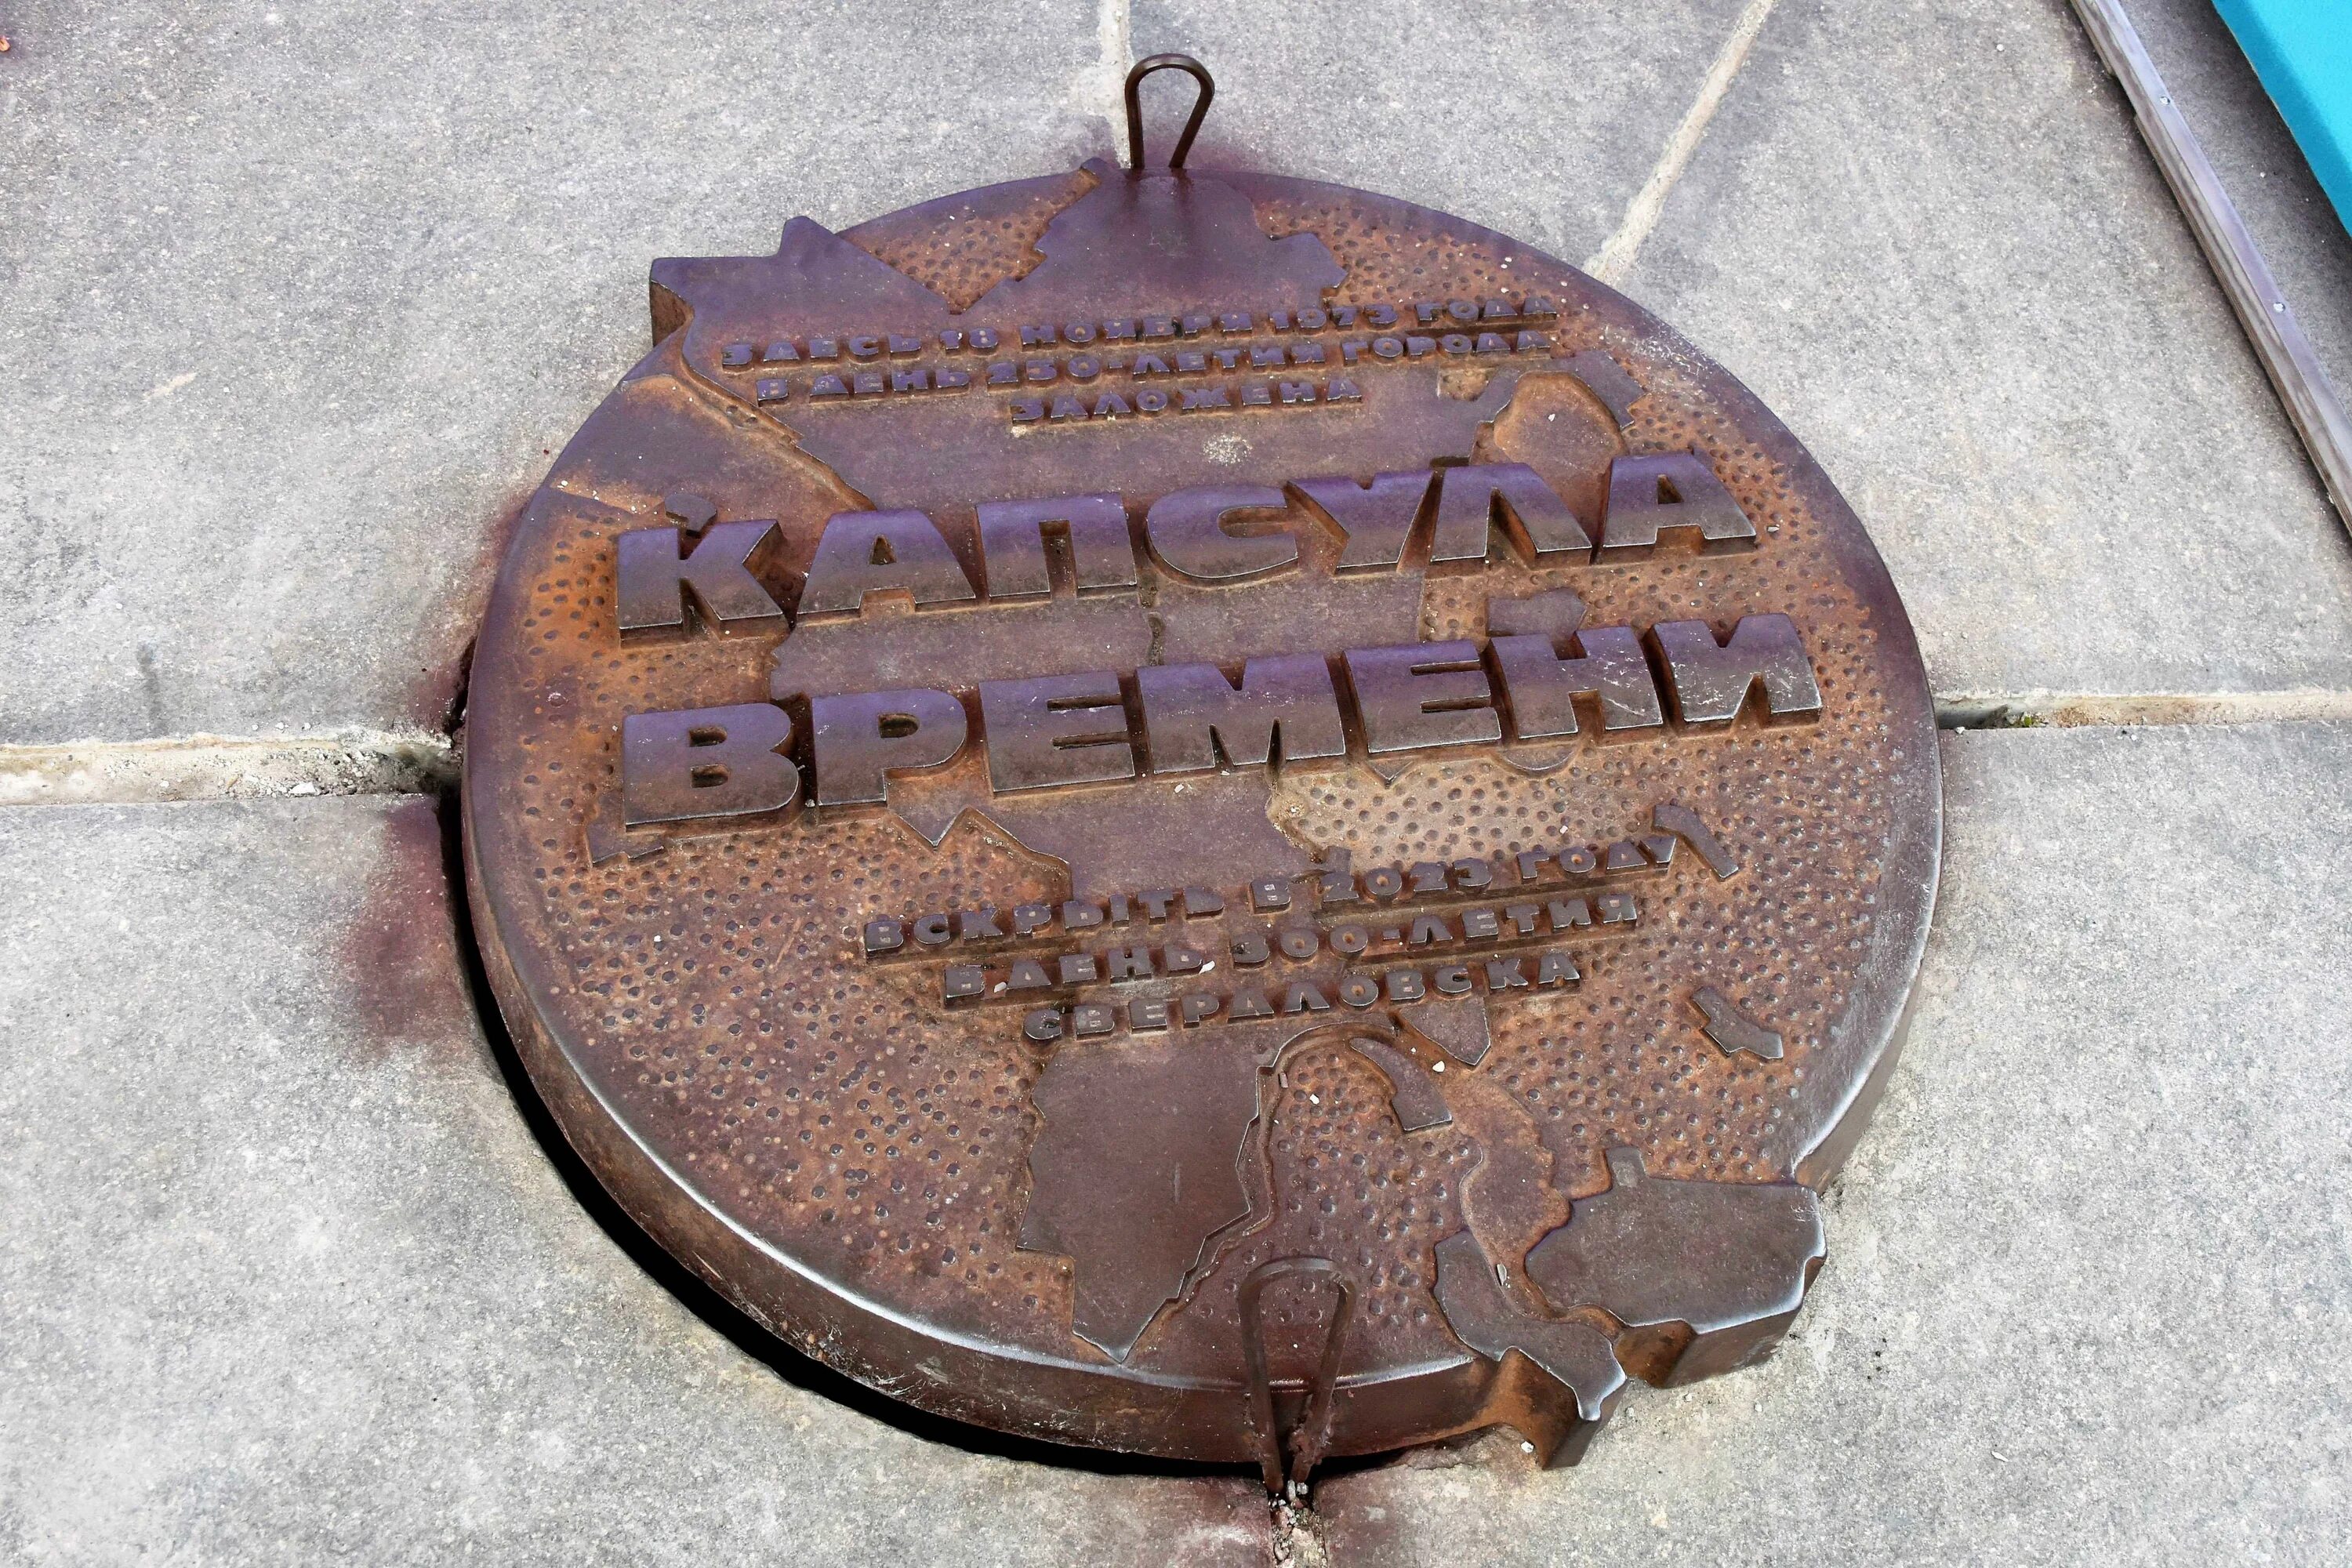 ЗДЕСЬ 18 НОЯБРЯ 1973 ГОДА
В ДЕНЬ 250-ЛЕТИЯ ГОРОДА
ЗАЛОЖЕНА
КАПСУЛА
ВРЕМЕНИ
ВСКРЫТЬ В 2023 ГОДУ
В ДЕНЬ 300-ЛЕТИЯ
СВЕРДЛОВСКА